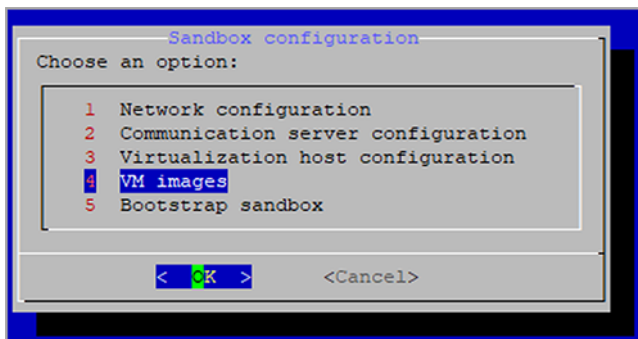 Sandbox configuration
Choose an option:
1 Network configuration
2 Communication server configuration
3 Virtualization host configuration
4 VM images
5 Bootstrap sandbox
< OK > <Cancel>